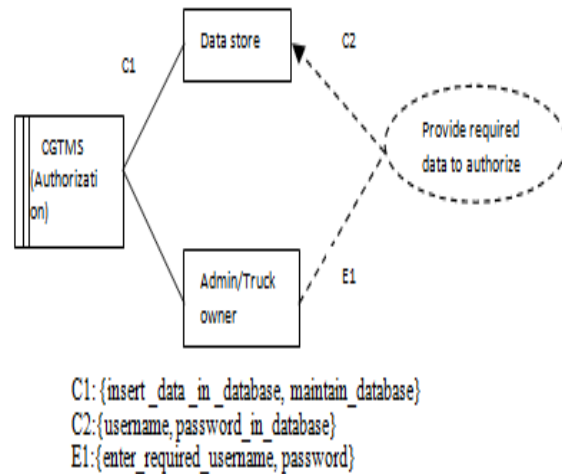 Data store
C1
C2
CGTMS
(Authorizati
on)
Provide required
data to authorize
Admin/Truck
owner
E1
C1: {insert_data_in_database, maintain_database}
C2:{username, password_in_database}
E1:{enter_required_username, password}